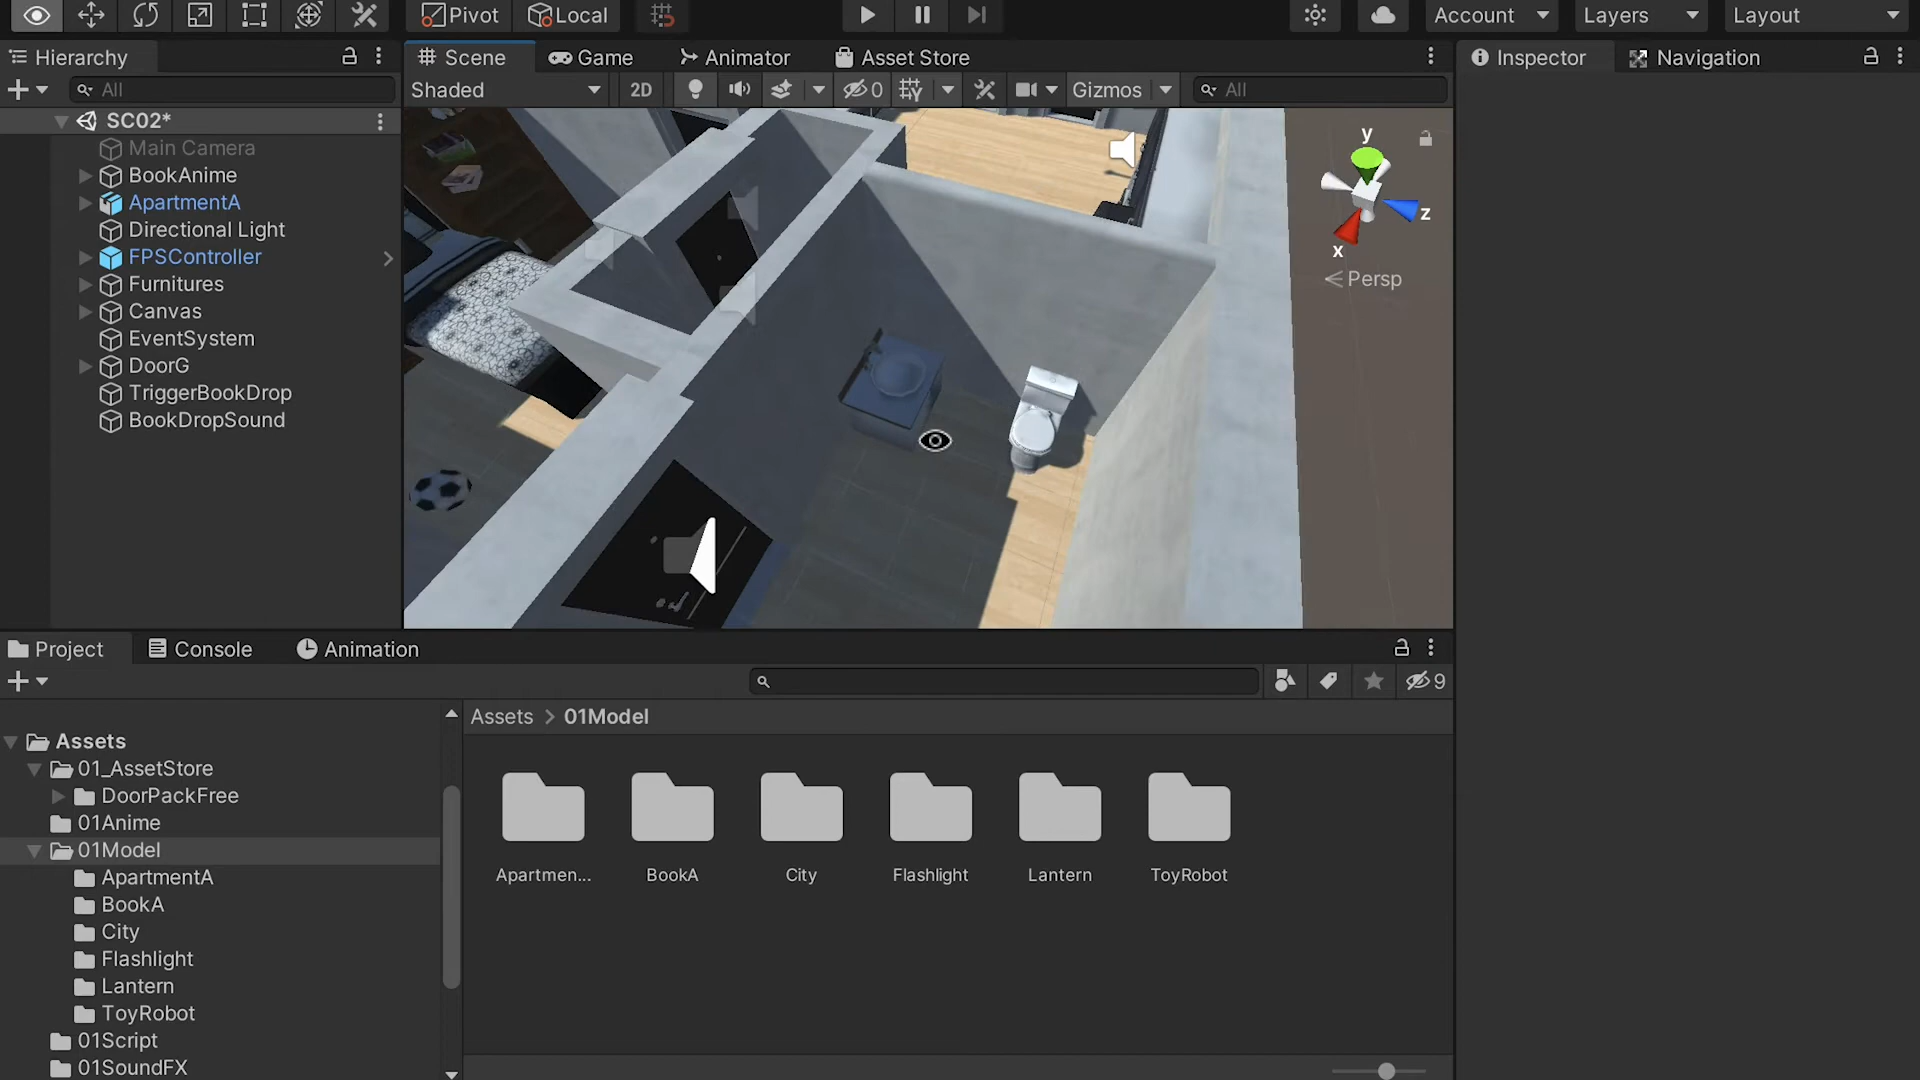 Pivot Local Account Layers Layout
Hierarchy Scene Game Animator Asset Store Inspector Navigation
All Shaded 2D 0 Gizmos All
SC02*
Main Camera
BookAnime
ApartmentA
Directional Light
FPSController
Furnitures
Canvas
EventSystem
DoorG
TriggerBookDrop
BookDropSound
y
z
x
Persp
Project Console Animation
9
Assets > 01Model
Assets
01_AssetStore
DoorPackFree
01Anime
01Model
ApartmentA
BookA
City
Flashlight
Lantern
ToyRobot
01Script
01SoundFX
Apartmen... BookA City Flashlight Lantern ToyRobot